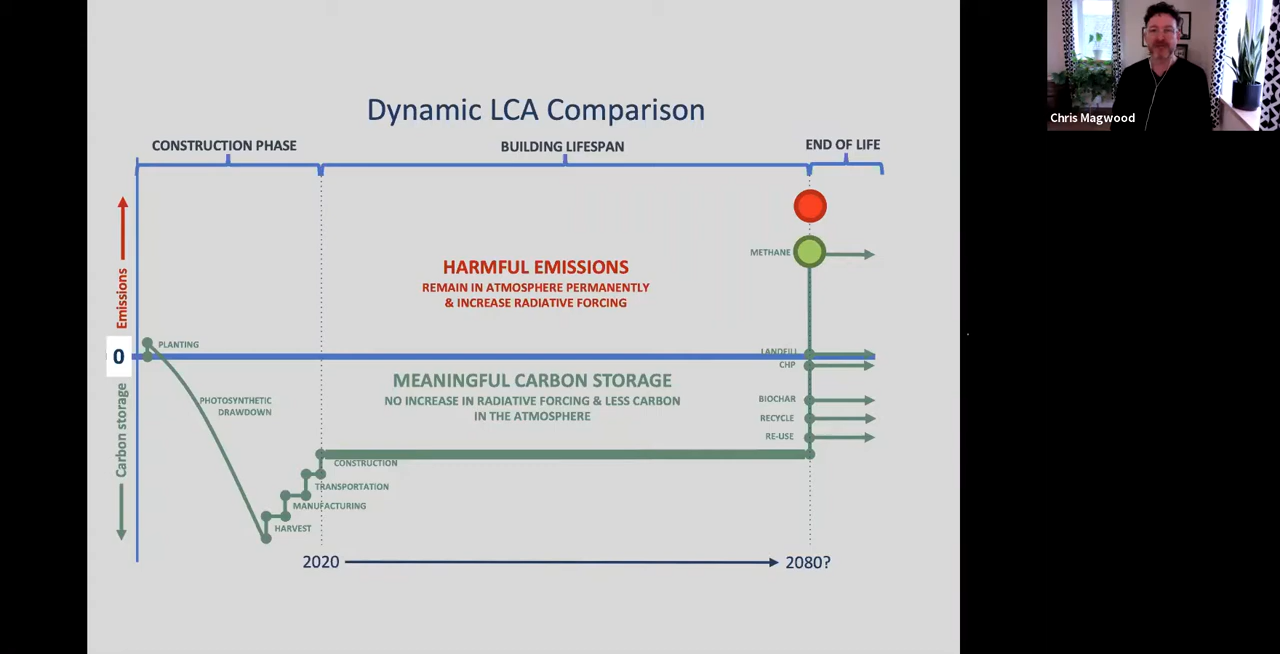 Chris Magwood
Dynamic LCA Comparison
CONSTRUCTION PHASE
BUILDING LIFESPAN
END OF LIFE
Emissions
0
Carbon storage
HARMFUL EMISSIONS
REMAIN IN ATMOSPHERE PERMANENTLY
& INCREASE RADIATIVE FORCING
METHANE
PLANTING
LANDFILL
CHP
MEANINGFUL CARBON STORAGE
NO INCREASE IN RADIATIVE FORCING & LESS CARBON
IN THE ATMOSPHERE
PHOTOSYNTHETIC
DRAWDOWN
BIOCHAR
RECYCLE
RE-USE
CONSTRUCTION
TRANSPORTATION
MANUFACTURING
HARVEST
2020
2080?